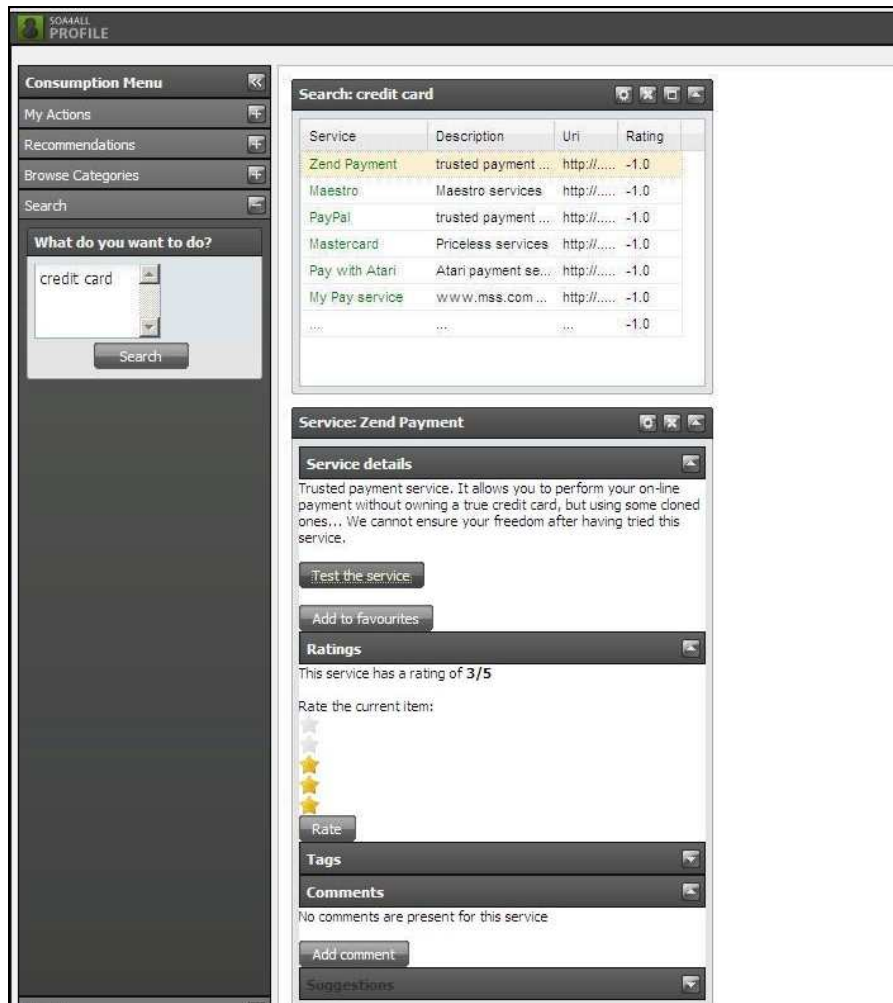 SOA4ALL
PROFILE
Consumption Menu
My Actions
Recommendations
Browse Categories
Search
What do you want to do?
credit card
Search
Search: credit card
Service Description Uri Rating
Zend Payment trusted payment ... http://..... -1.0
Maestro Maestro services http://..... -1.0
PayPal trusted payment ... http://..... -1.0
Mastercard Priceless services http://..... -1.0
Pay with Atari Atari payment se... http://..... -1.0
My Pay service www.mss.com ... http://..... -1.0
... ... ... -1.0
Service: Zend Payment
Service details
Trusted payment service. It allows you to perform your on-line
payment without owning a true credit card, but using some cloned
ones... We cannot ensure your freedom after having tried this
service.
Test the service
Add to favourites
Ratings
This service has a rating of 3/5
Rate the current item:
Rate
Tags
Comments
No comments are present for this service
Add comment
Suggestions